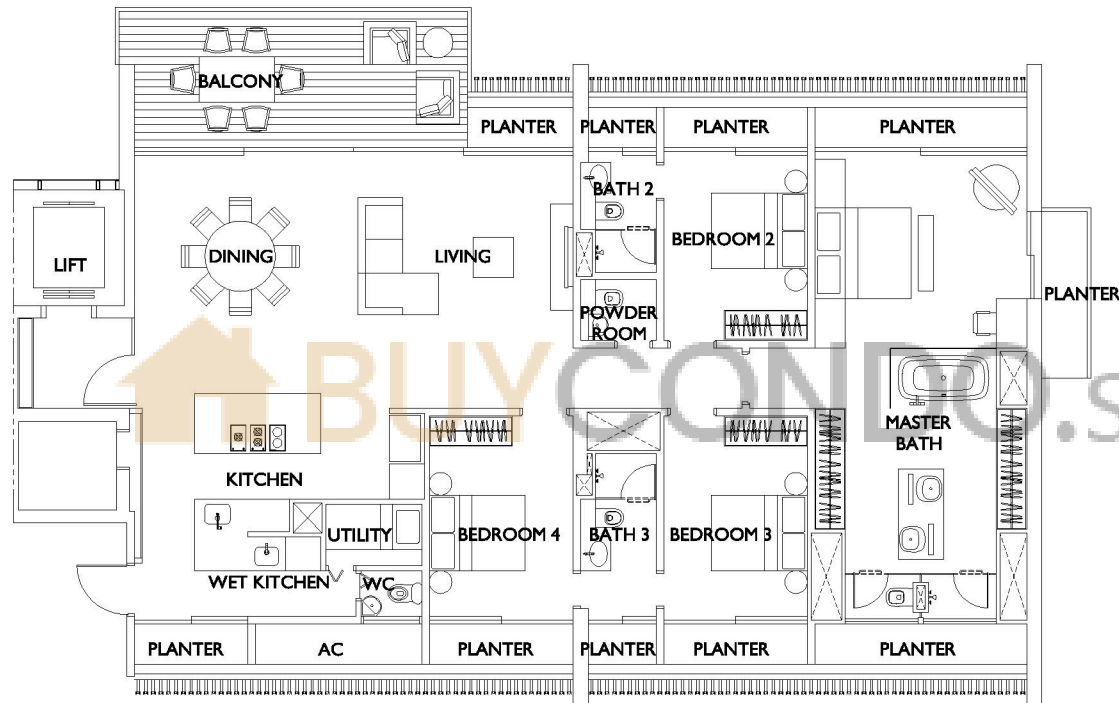 BALCONY
PLANTER
PLANTER
PLANTER
PLANTER
BATH 2
BEDROOM 2
DINING
LIVING
LIFT
PLANTER
POWDER
ROOM
BUYCONDO.s
MASTER
BATH
KITCHEN
UTILITY
BEDROOM 4
BATH 3
BEDROOM 3
WET KITCHEN
WC
PLANTER
AC
PLANTER
PLANTER
PLANTER
PLANTER